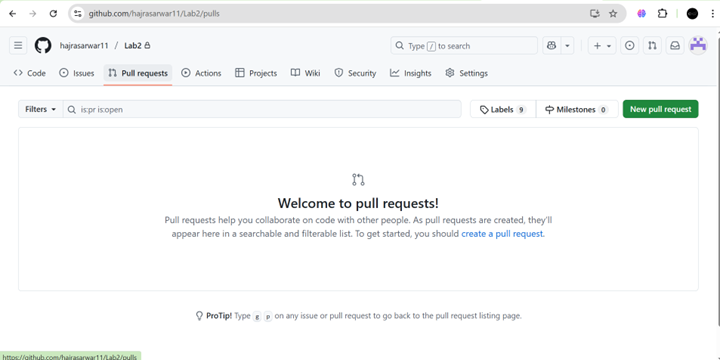 github.com/hajrasarwar11/Lab2/pulls
hajrasarwar11 / Lab2
Type / to search
Code Issues Pull requests Actions Projects Wiki Security Insights Settings
Filters is:pr is:open Labels 9 Milestones 0 New pull request
Welcome to pull requests!
Pull requests help you collaborate on code with other people. As pull requests are created, they'll
appear here in a searchable and filterable list. To get started, you should create a pull request.
ProTip! Type g p on any issue or pull request to go back to the pull request listing page.
https://github.com/hajrasarwar11/Lab2/pulls